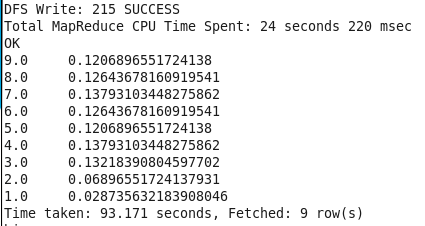 DFS Write: 215 SUCCESS
Total MapReduce CPU Time Spent: 24 seconds 220 msec
OK
9.0 0.1206896551724138
8.0 0.12643678160919541
7.0 0.13793103448275862
6.0 0.12643678160919541
5.0 0.1206896551724138
4.0 0.13793103448275862
3.0 0.13218390804597702
2.0 0.06896551724137931
1.0 0.028735632183908046
Time taken: 93.171 seconds, Fetched: 9 row(s)